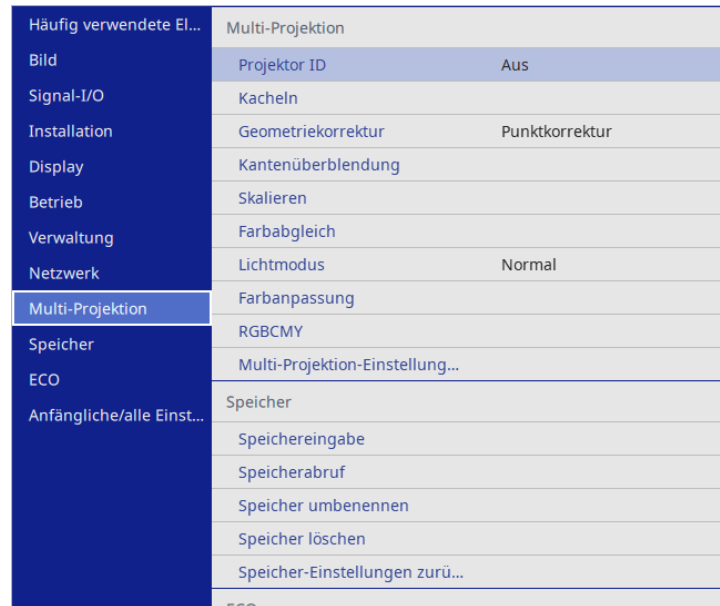 Häufig verwendete El...
Bild
Signal-I/O
Installation
Display
Betrieb
Verwaltung
Netzwerk
Multi-Projektion
Speicher
ECO
Anfängliche/alle Einst...
Multi-Projektion
Projektor ID Aus
Kacheln
Geometriekorrektur Punktkorrektur
Kantenüberblendung
Skalieren
Farbabgleich
Lichtmodus Normal
Farbanpassung
RGBCMY
Multi-Projektion-Einstellung...
Speicher
Speichereingabe
Speicherabruf
Speicher umbenennen
Speicher löschen
Speicher-Einstellungen zurü...
ECO